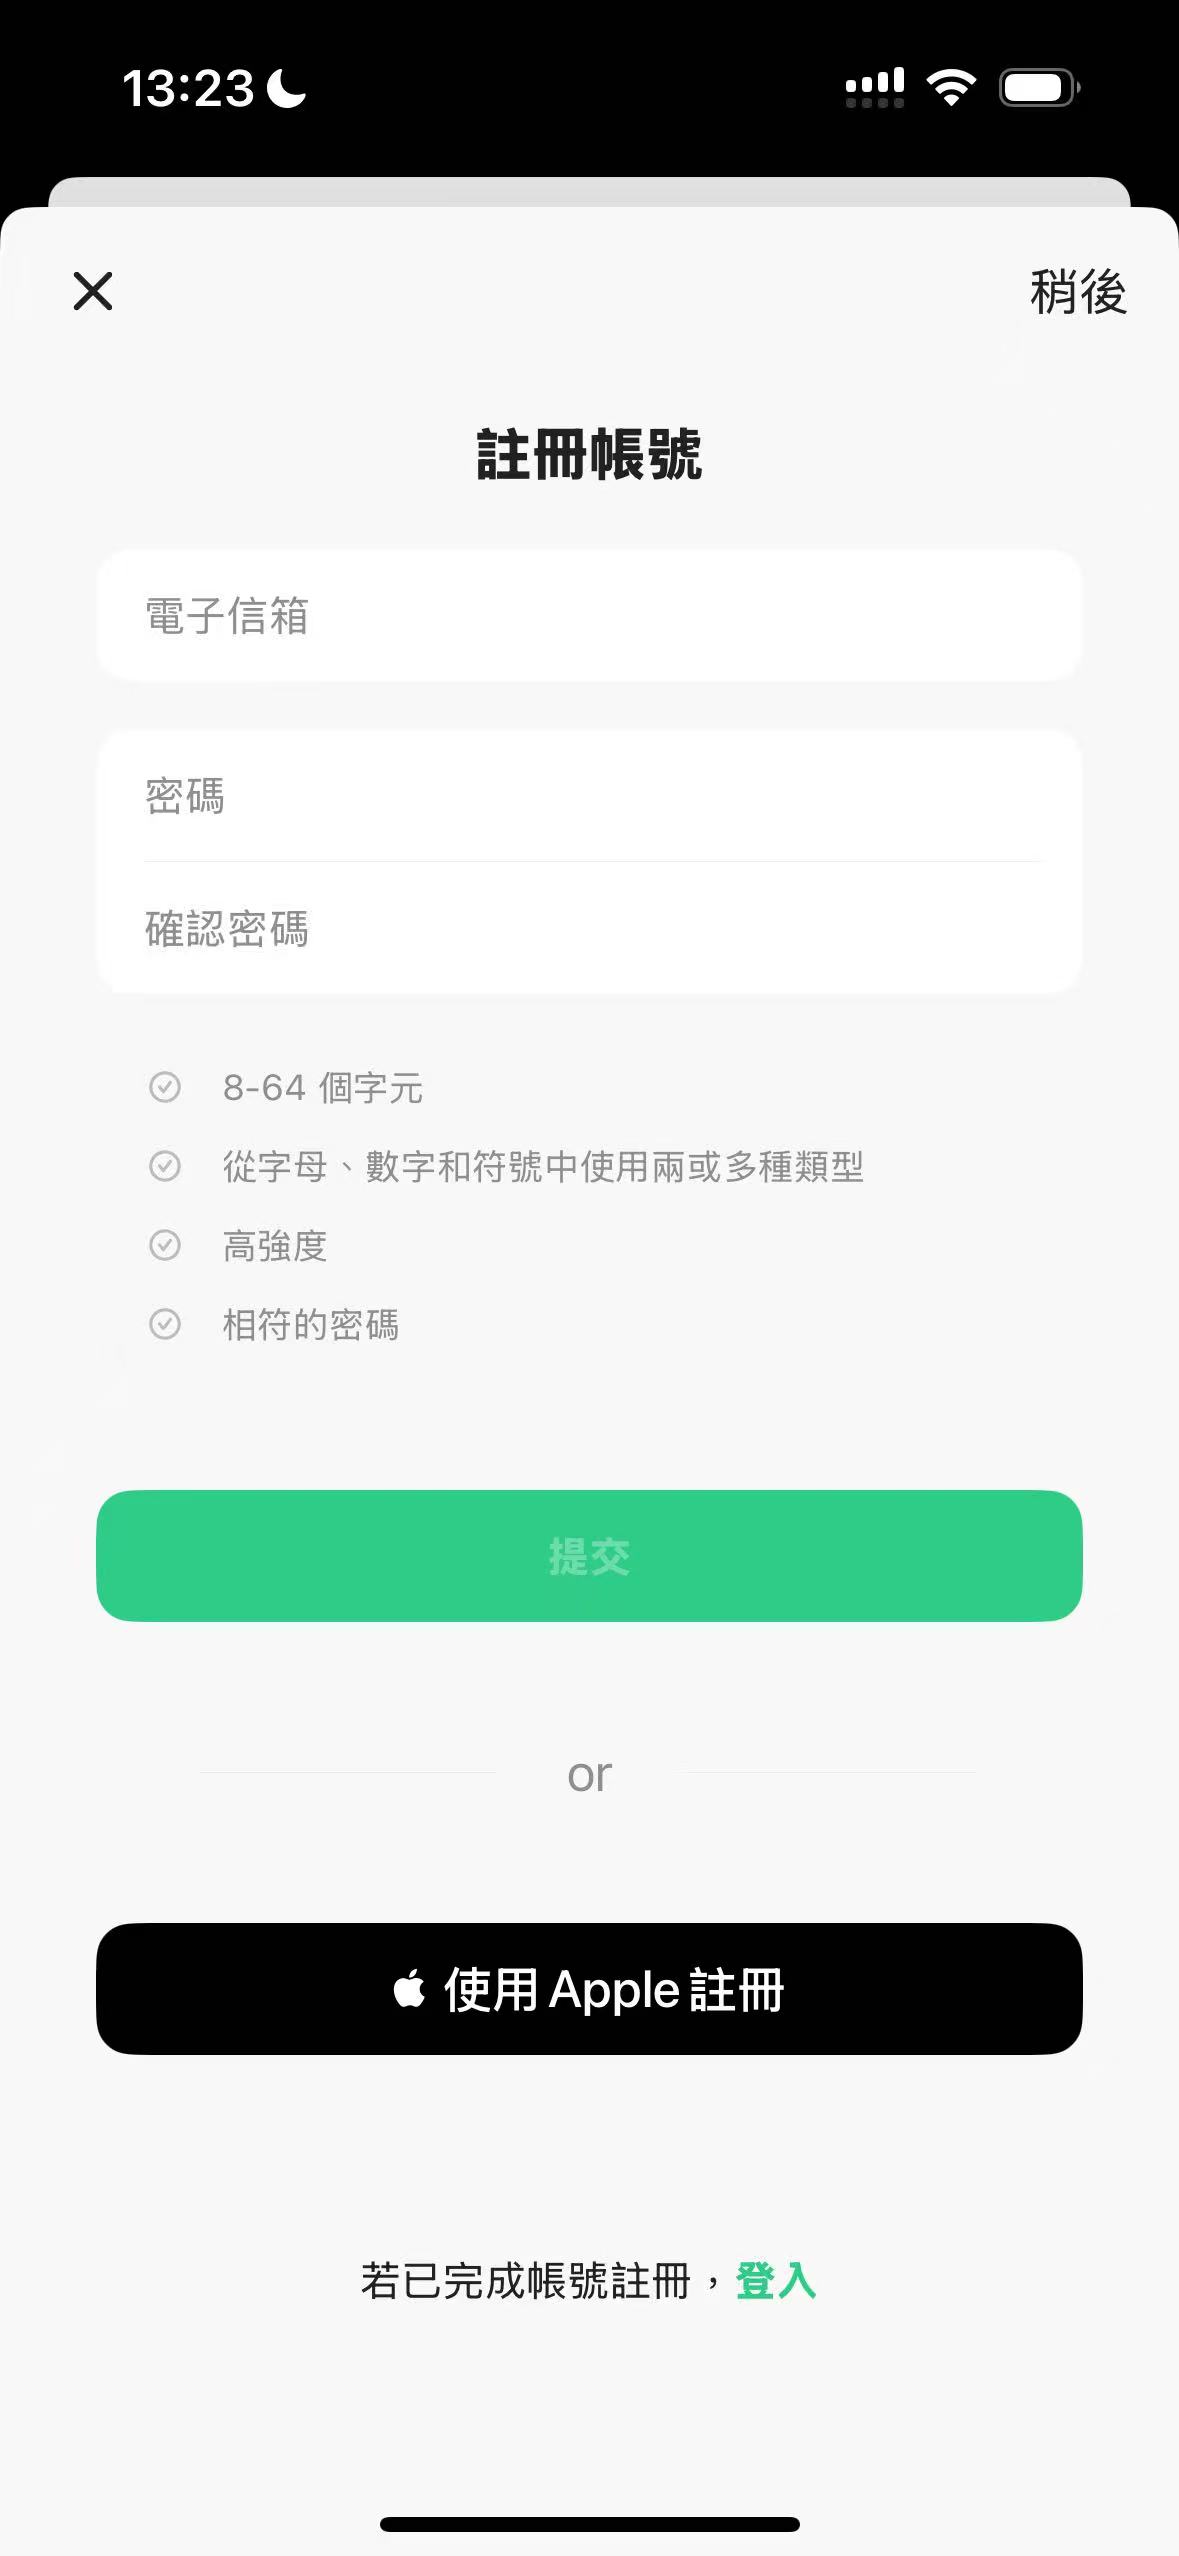 13:23
稍後
註冊帳號
電子信箱
密碼
確認密碼
8-64 個字元
從字母、數字和符號中使用兩或多種類型
高強度
相符的密碼
提交
or
使用 Apple 註冊
若已完成帳號註冊，登入